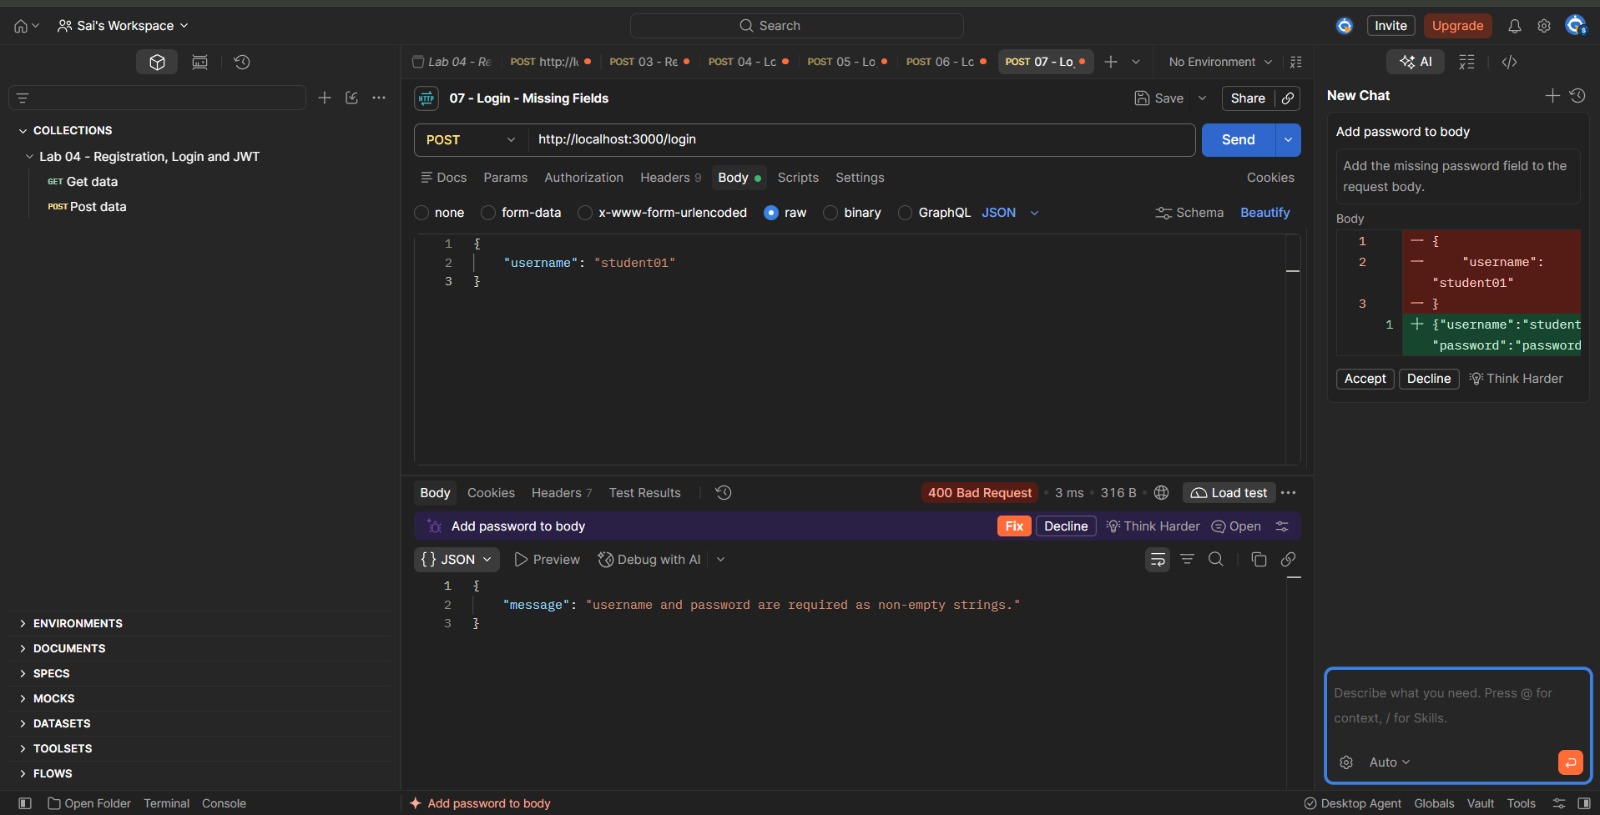 Sai's Workspace
Search
Invite
Upgrade
Lab 04 - Re
POST http://l
POST 03 - Re
POST 04 - Lc
POST 05 - Lo
POST 06 - Lc
POST 07 - Lo
No Environment
AI
07 - Login - Missing Fields
Save
Share
New Chat
COLLECTIONS
Lab 04 - Registration, Login and JWT
GET Get data
POST Post data
POST
http://localhost:3000/login
Send
Docs
Params
Authorization
Headers 9
Body
Scripts
Settings
Cookies
none
form-data
x-www-form-urlencoded
raw
binary
GraphQL
JSON
Schema
Beautify
1 {
2 "username": "student01"
3 }
Add password to body
Add the missing password field to the
request body.
Body
1 — {
2 — "username":
"student01"
3 — }
1 + {"username":"student
"password":"password
Accept
Decline
Think Harder
Body
Cookies
Headers 7
Test Results
400 Bad Request
3 ms
316 B
Load test
Add password to body
Fix
Decline
Think Harder
Open
{} JSON
Preview
Debug with AI
1 {
2 "message": "username and password are required as non-empty strings."
3 }
ENVIRONMENTS
DOCUMENTS
SPECS
MOCKS
DATASETS
TOOLSETS
FLOWS
Describe what you need. Press @ for
context, / for Skills.
Auto
Open Folder
Terminal
Console
Add password to body
Desktop Agent
Globals
Vault
Tools